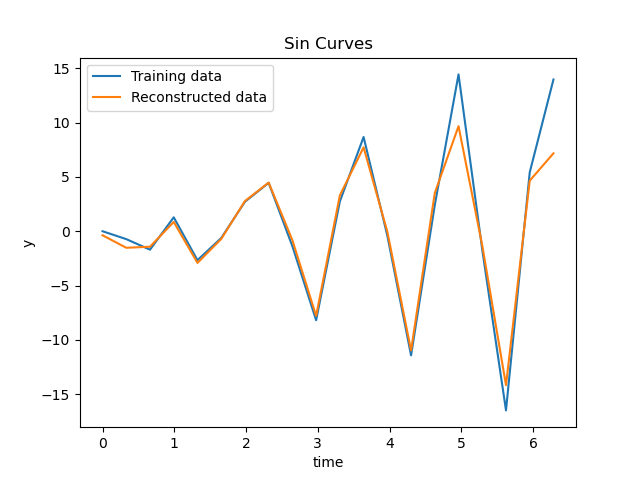 Sin Curves
Training data
Reconstructed data
15
10
5
0
−5
−10
−15
y
0 1 2 3 4 5 6
time